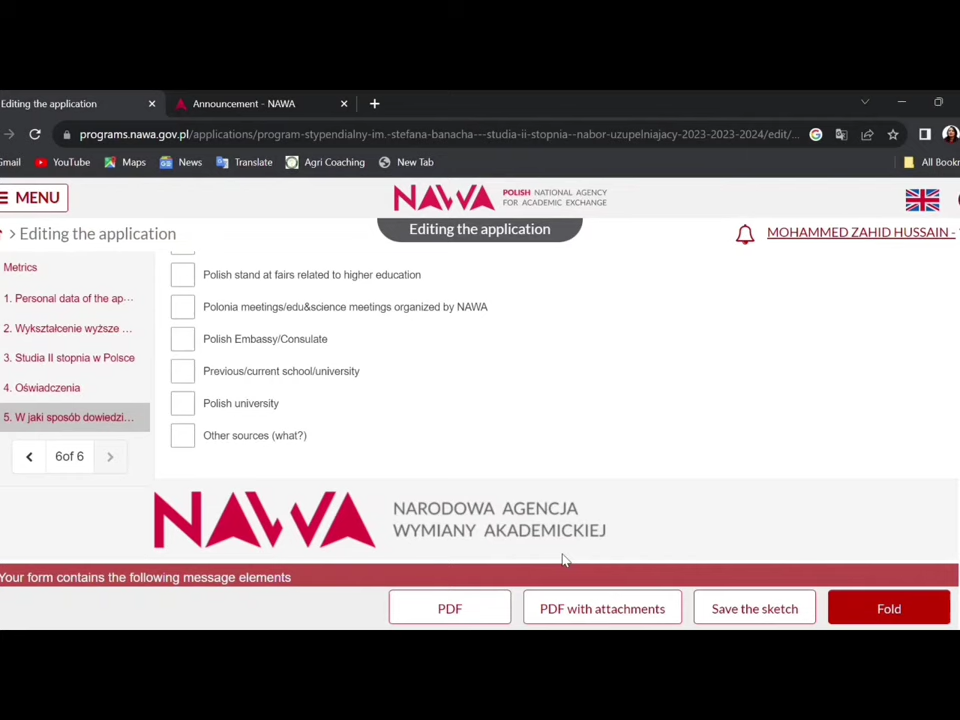 Editing the application
Announcement - NAWA
programs.nawa.gov.pl/applications/program-stypendialny-im.-stefana-banacha---studia-ii-stopnia--nabor-uzupelniajacy-2023-2023-2024/edit/...
Gmail YouTube Maps News Translate Agri Coaching New Tab All Bookm
MENU
NAWA POLISH NATIONAL AGENCY
FOR ACADEMIC EXCHANGE
Editing the application
> Editing the application
MOHAMMED ZAHID HUSSAIN -
Metrics
1. Personal data of the ap...
2. Wykształcenie wyższe ...
3. Studia II stopnia w Polsce
4. Oświadczenia
5. W jaki sposób dowiedzi...
6of 6
Polish stand at fairs related to higher education
Polonia meetings/edu&science meetings organized by NAWA
Polish Embassy/Consulate
Previous/current school/university
Polish university
Other sources (what?)
NAWA NARODOWA AGENCJA
WYMIANY AKADEMICKIEJ
Your form contains the following message elements
PDF
PDF with attachments
Save the sketch
Fold